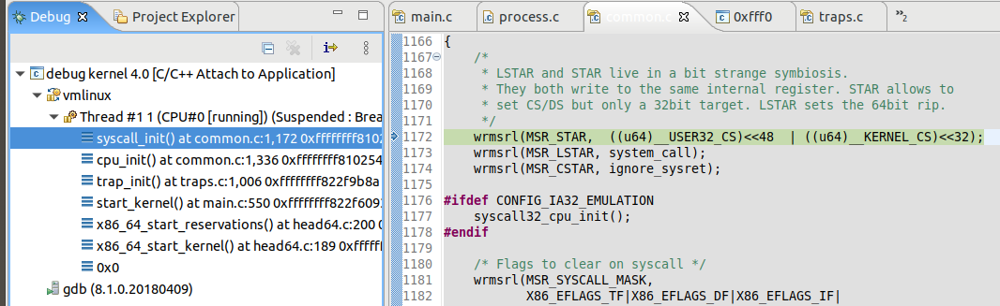 Debug
Project Explorer
debug kernel 4.0 [C/C++ Attach to Application]
vmlinux
Thread #1 1 (CPU#0 [running]) (Suspended : Brea
syscall_init() at common.c:1,172 0xffffffff8102
cpu_init() at common.c:1,336 0xffffffff810254
trap_init() at traps.c:1,006 0xffffffff822f9b8a
start_kernel() at main.c:550 0xffffffff822f609
x86_64_start_reservations() at head64.c:200 0
x86_64_start_kernel() at head64.c:189 0xfffff
0x0
gdb (8.1.0.20180409)
main.c
process.c
common.c
0xfff0
traps.c
»2
1166 {
1167 /*
1168 * LSTAR and STAR live in a bit strange symbiosis.
1169 * They both write to the same internal register. STAR allows to
1170 * set CS/DS but only a 32bit target. LSTAR sets the 64bit rip.
1171 */
1172 wrmsrl(MSR_STAR, ((u64)__USER32_CS)<<48 | ((u64)__KERNEL_CS)<<32);
1173 wrmsrl(MSR_LSTAR, system_call);
1174 wrmsrl(MSR_CSTAR, ignore_sysret);
1175
1176 #ifdef CONFIG_IA32_EMULATION
1177 syscall32_cpu_init();
1178 #endif
1179
1180 /* Flags to clear on syscall */
1181 wrmsrl(MSR_SYSCALL_MASK,
1182 X86_EFLAGS_TF|X86_EFLAGS_DF|X86_EFLAGS_IF|